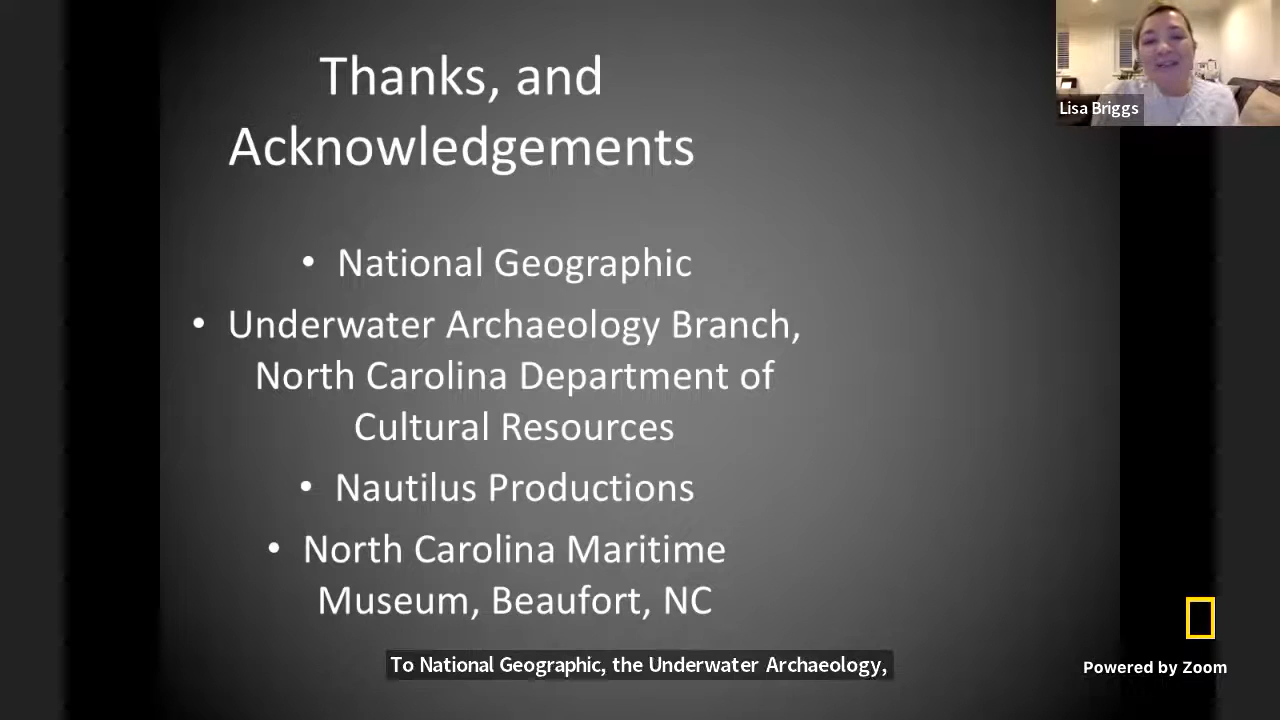 Thanks, and
Acknowledgements
Lisa Briggs
• National Geographic
• Underwater Archaeology Branch,
North Carolina Department of
Cultural Resources
• Nautilus Productions
• North Carolina Maritime
Museum, Beaufort, NC
To National Geographic, the Underwater Archaeology,
Powered by Zoom